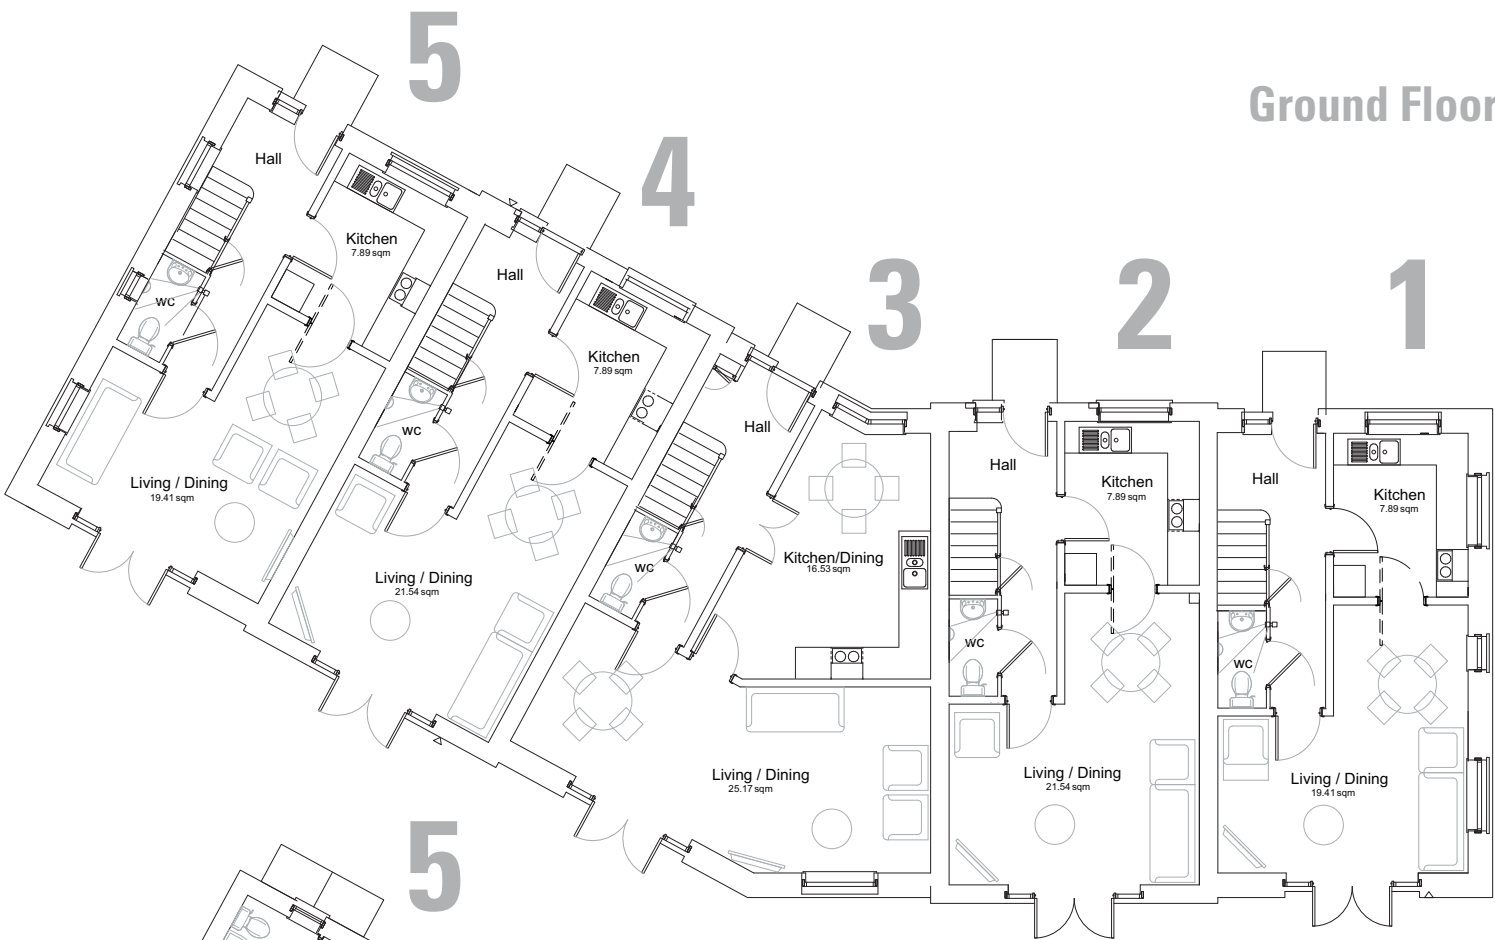 5
Ground Floor
4
3
2
1
Hall
Kitchen
7.89 sqm
WC
Living / Dining
19.41 sqm
Hall
Kitchen
7.89 sqm
WC
Living / Dining
21.54 sqm
Hall
Kitchen/Dining
16.53 sqm
WC
Living / Dining
25.17 sqm
Hall
Kitchen
7.89 sqm
WC
Living / Dining
21.54 sqm
Hall
Kitchen
7.89 sqm
WC
Living / Dining
19.41 sqm
5